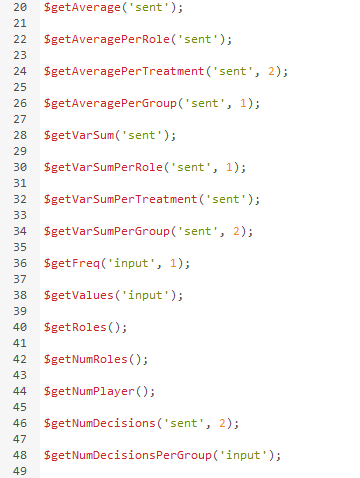 20 $getAverage('sent');
21
22 $getAveragePerRole('sent');
23
24 $getAveragePerTreatment('sent', 2);
25
26 $getAveragePerGroup('sent', 1);
27
28 $getVarSum('sent');
29
30 $getVarSumPerRole('sent', 1);
31
32 $getVarSumPerTreatment('sent');
33
34 $getVarSumPerGroup('sent', 2);
35
36 $getFreq('input', 1);
37
38 $getValues('input');
39
40 $getRoles();
41
42 $getNumRoles();
43
44 $getNumPlayer();
45
46 $getNumDecisions('sent', 2);
47
48 $getNumDecisionsPerGroup('input');
49